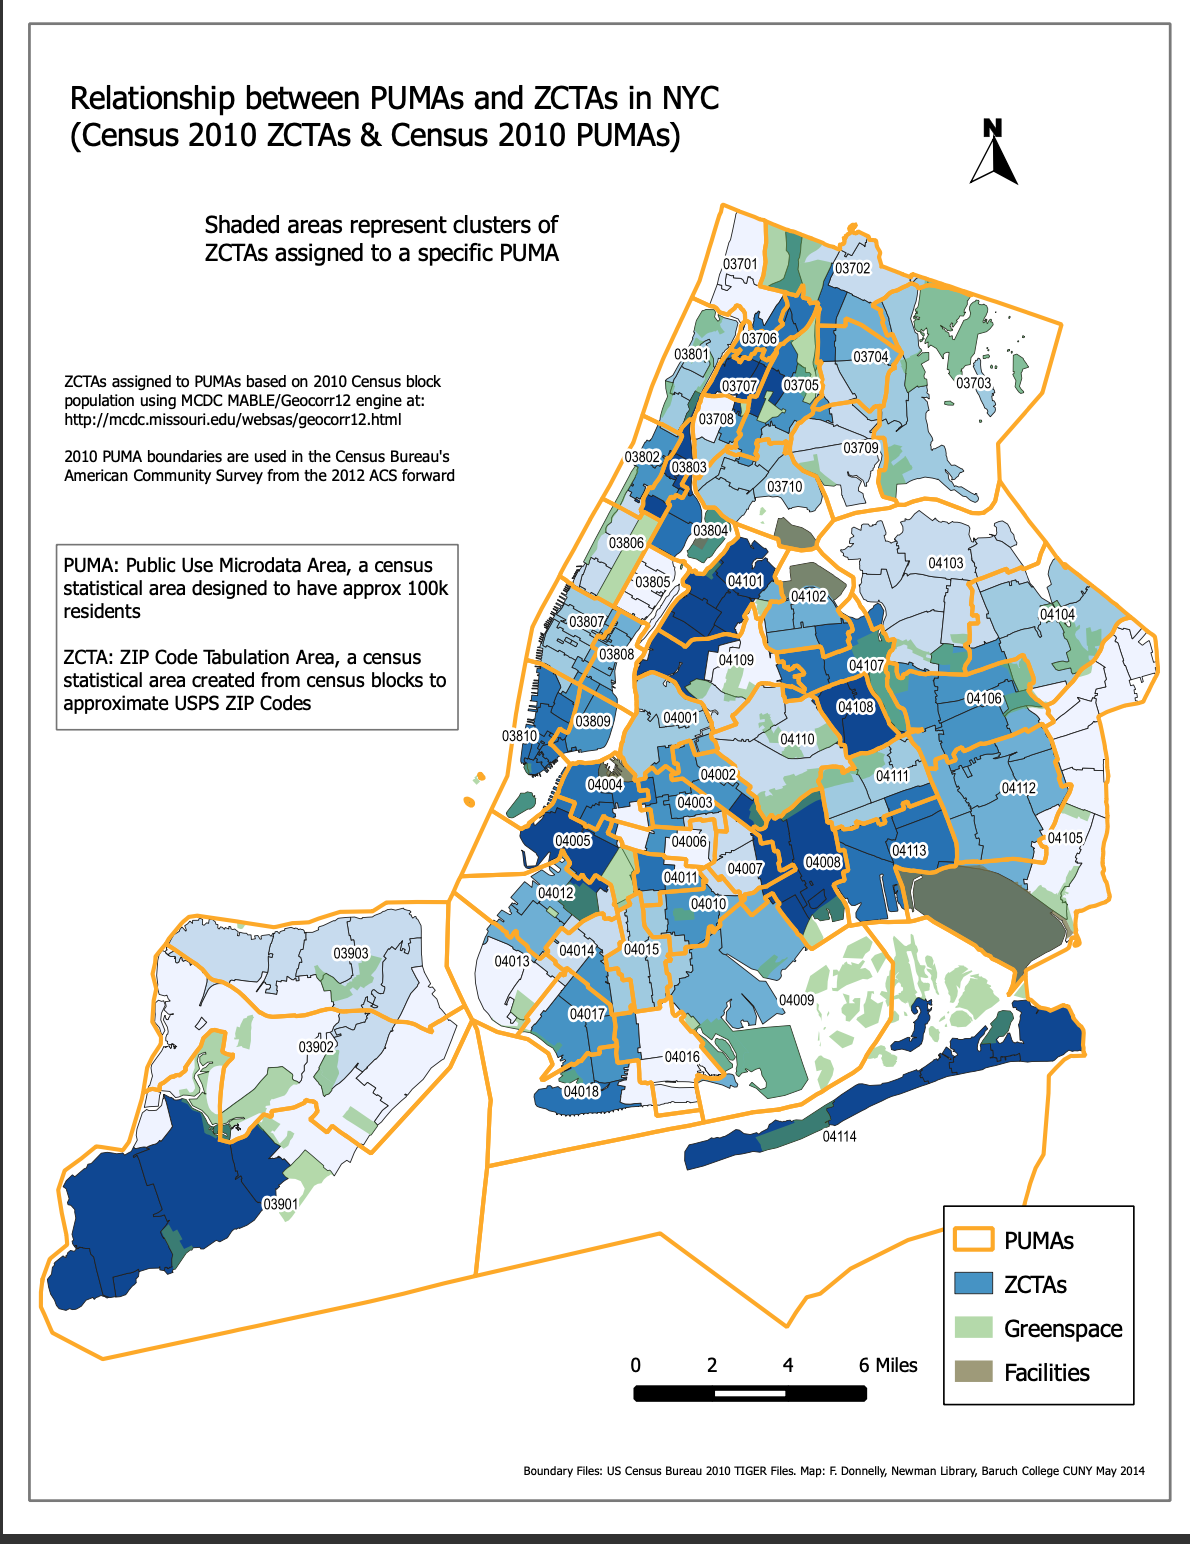 Relationship between PUMAs and ZCTAs in NYC
(Census 2010 ZCTAs & Census 2010 PUMAs)
N
Shaded areas represent clusters of
ZCTAs assigned to a specific PUMA
ZCTAs assigned to PUMAs based on 2010 Census block
population using MCDC MABLE/Geocorr12 engine at:
http://mcdc.missouri.edu/websas/geocorr12.html
2010 PUMA boundaries are used in the Census Bureau's
American Community Survey from the 2012 ACS forward
PUMA: Public Use Microdata Area, a census
statistical area designed to have approx 100k
residents
ZCTA: ZIP Code Tabulation Area, a census
statistical area created from census blocks to
approximate USPS ZIP Codes
03701
03702
03706
03801
03704
03707
03705
03703
03708
03709
03802
03803
03710
03804
03806
04103
03805
04101
04102
03807
04104
03808
04109
04107
04106
03809
04001
04108
03810
04110
04002
04111
04004
04112
04003
04005
04006
04105
04113
04007
04008
04011
04012
04010
03903
04014
04015
04013
04009
04017
03902
04016
04018
04114
03901
PUMAs
ZCTAs
Greenspace
Facilities
0 2 4 6 Miles
Boundary Files: US Census Bureau 2010 TIGER Files. Map: F. Donnelly, Newman Library, Baruch College CUNY May 2014